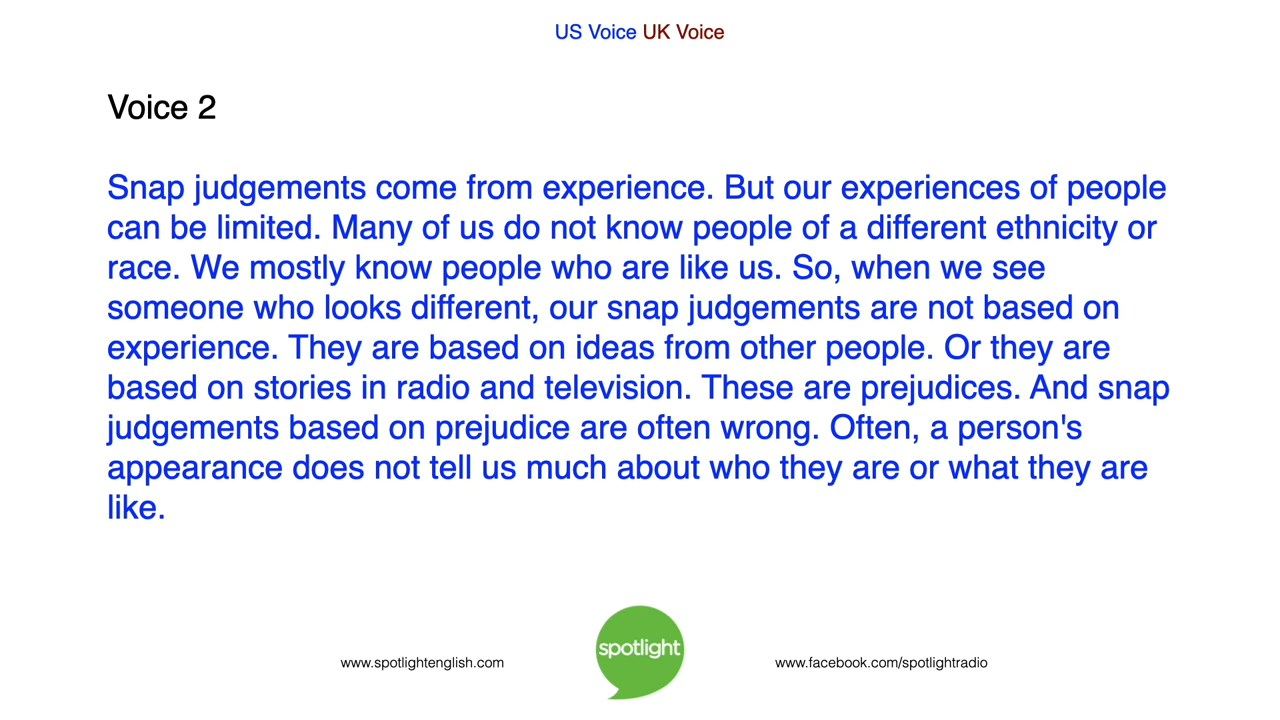 US Voice UK Voice
Voice 2
Snap judgements come from experience. But our experiences of people
can be limited. Many of us do not know people of a different ethnicity or
race. We mostly know people who are like us. So, when we see
someone who looks different, our snap judgements are not based on
experience. They are based on ideas from other people. Or they are
based on stories in radio and television. These are prejudices. And snap
judgements based on prejudice are often wrong. Often, a person's
appearance does not tell us much about who they are or what they are
like.
www.spotlightenglish.com
spotlight
www.facebook.com/spotlightradio